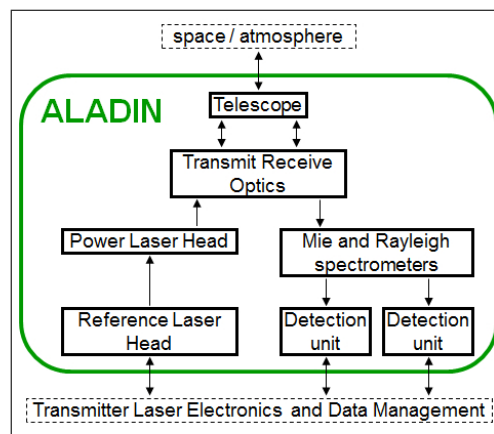 space / atmosphere
ALADIN
Telescope
Transmit Receive
Optics
Power Laser Head
Mie and Rayleigh
spectrometers
Reference Laser
Head
Detection
unit
Detection
unit
Transmitter Laser Electronics and Data Management